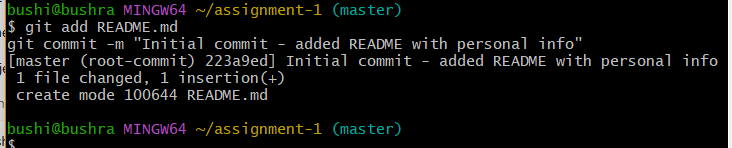 bushi@bushra MINGW64 ~/assignment-1 (master)
$ git add README.md
git commit -m "Initial commit - added README with personal info"
[master (root-commit) 223a9ed] Initial commit - added README with personal info
 1 file changed, 1 insertion(+)
 create mode 100644 README.md

bushi@bushra MINGW64 ~/assignment-1 (master)
$